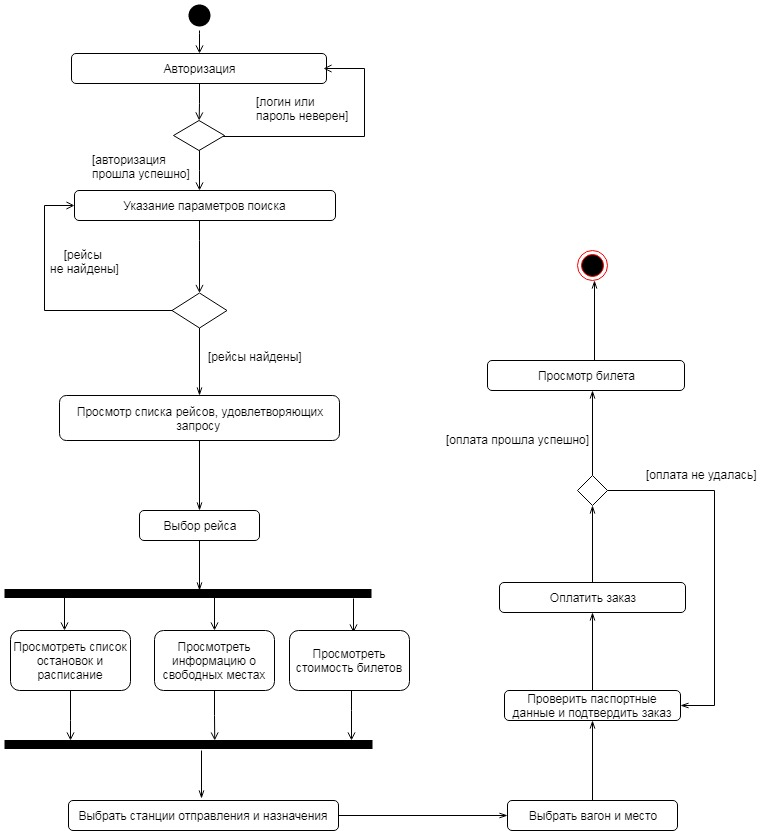 Авторизация
[логин или
пароль неверен]
[авторизация
прошла успешно]
Указание параметров поиска
[рейсы
не найдены]
[рейсы найдены]
Просмотр списка рейсов, удовлетворяющих
запросу
Выбор рейса
Просмотреть список
остановок и
расписание
Просмотреть
информацию о
свободных местах
Просмотреть
стоимость билетов
Выбрать станции отправления и назначения
Выбрать вагон и место
Проверить паспортные
данные и подтвердить заказ
Оплатить заказ
[оплата не удалась]
[оплата прошла успешно]
Просмотр билета